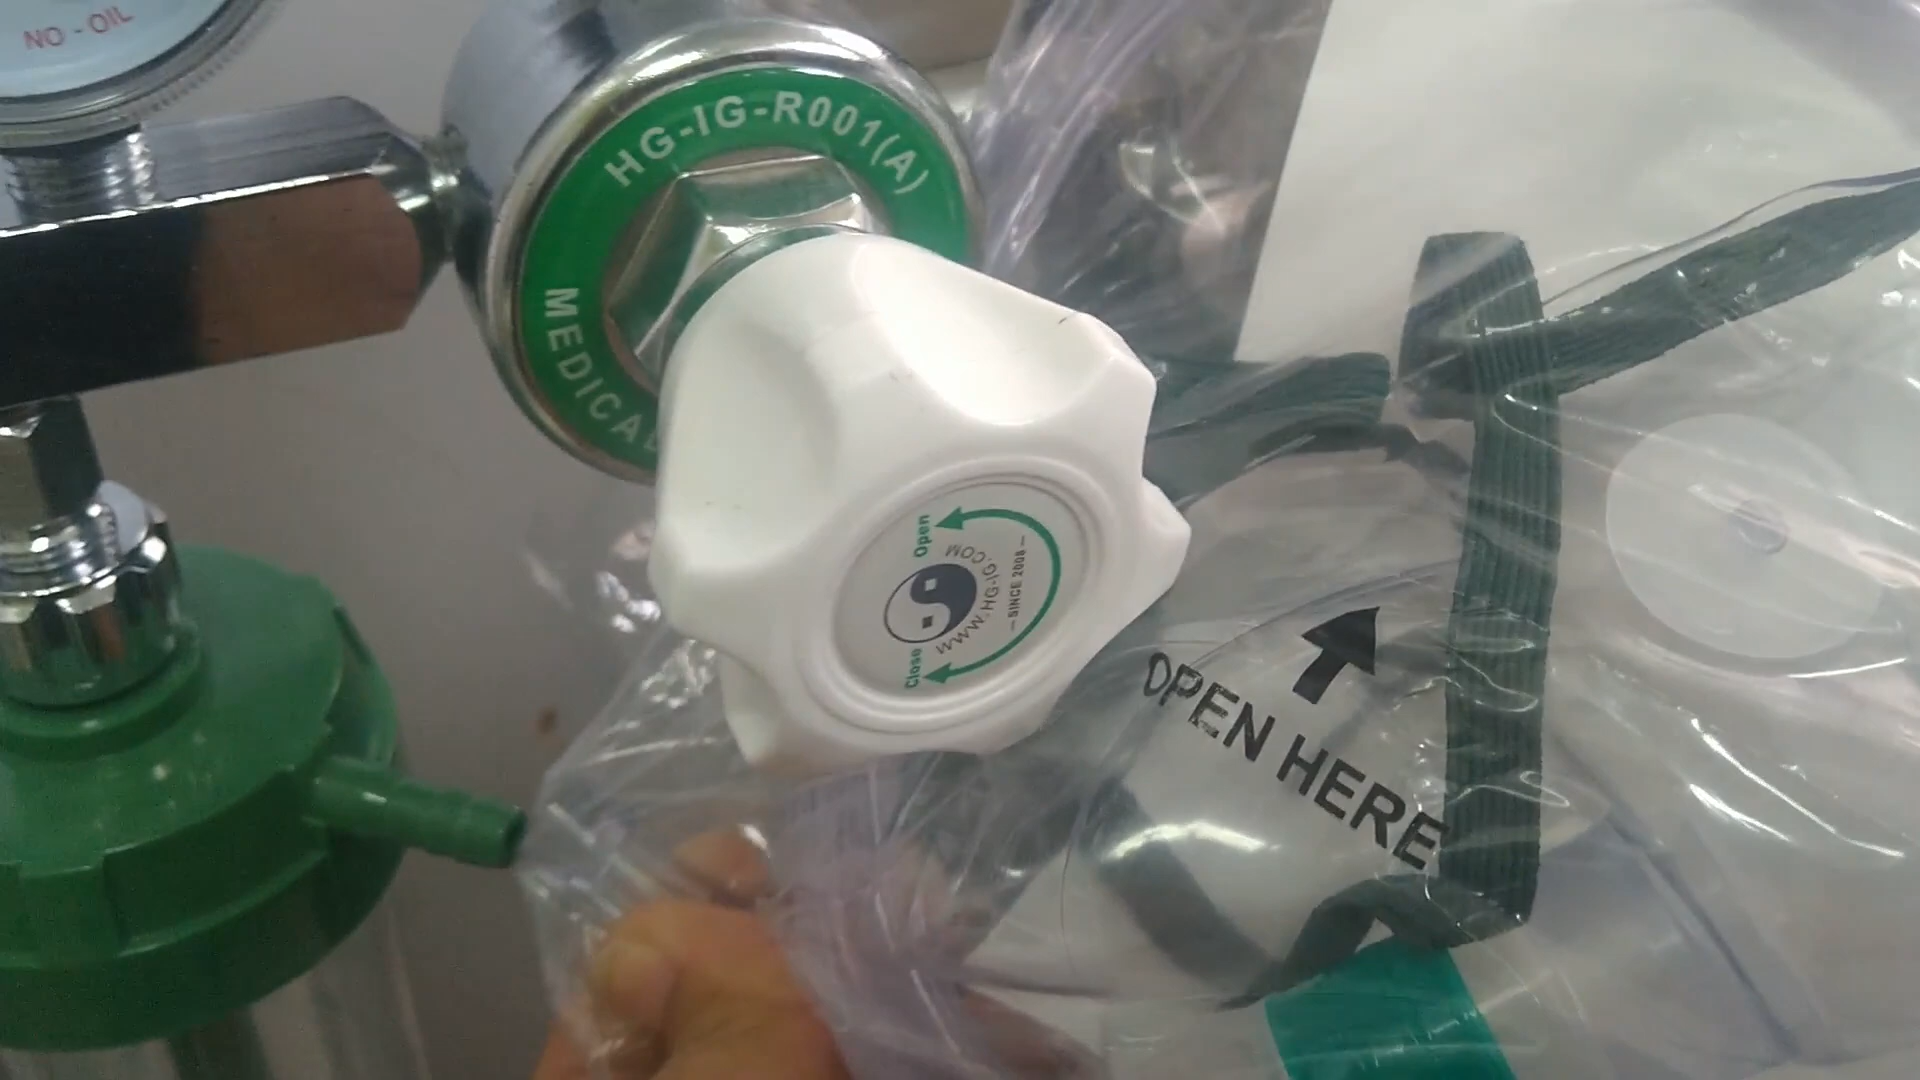 NO - OIL
HG-IG-R001(A)
MEDICAL
Open
WWW.HG-IG.COM
— SINCE 2008 —
Close
OPEN HERE